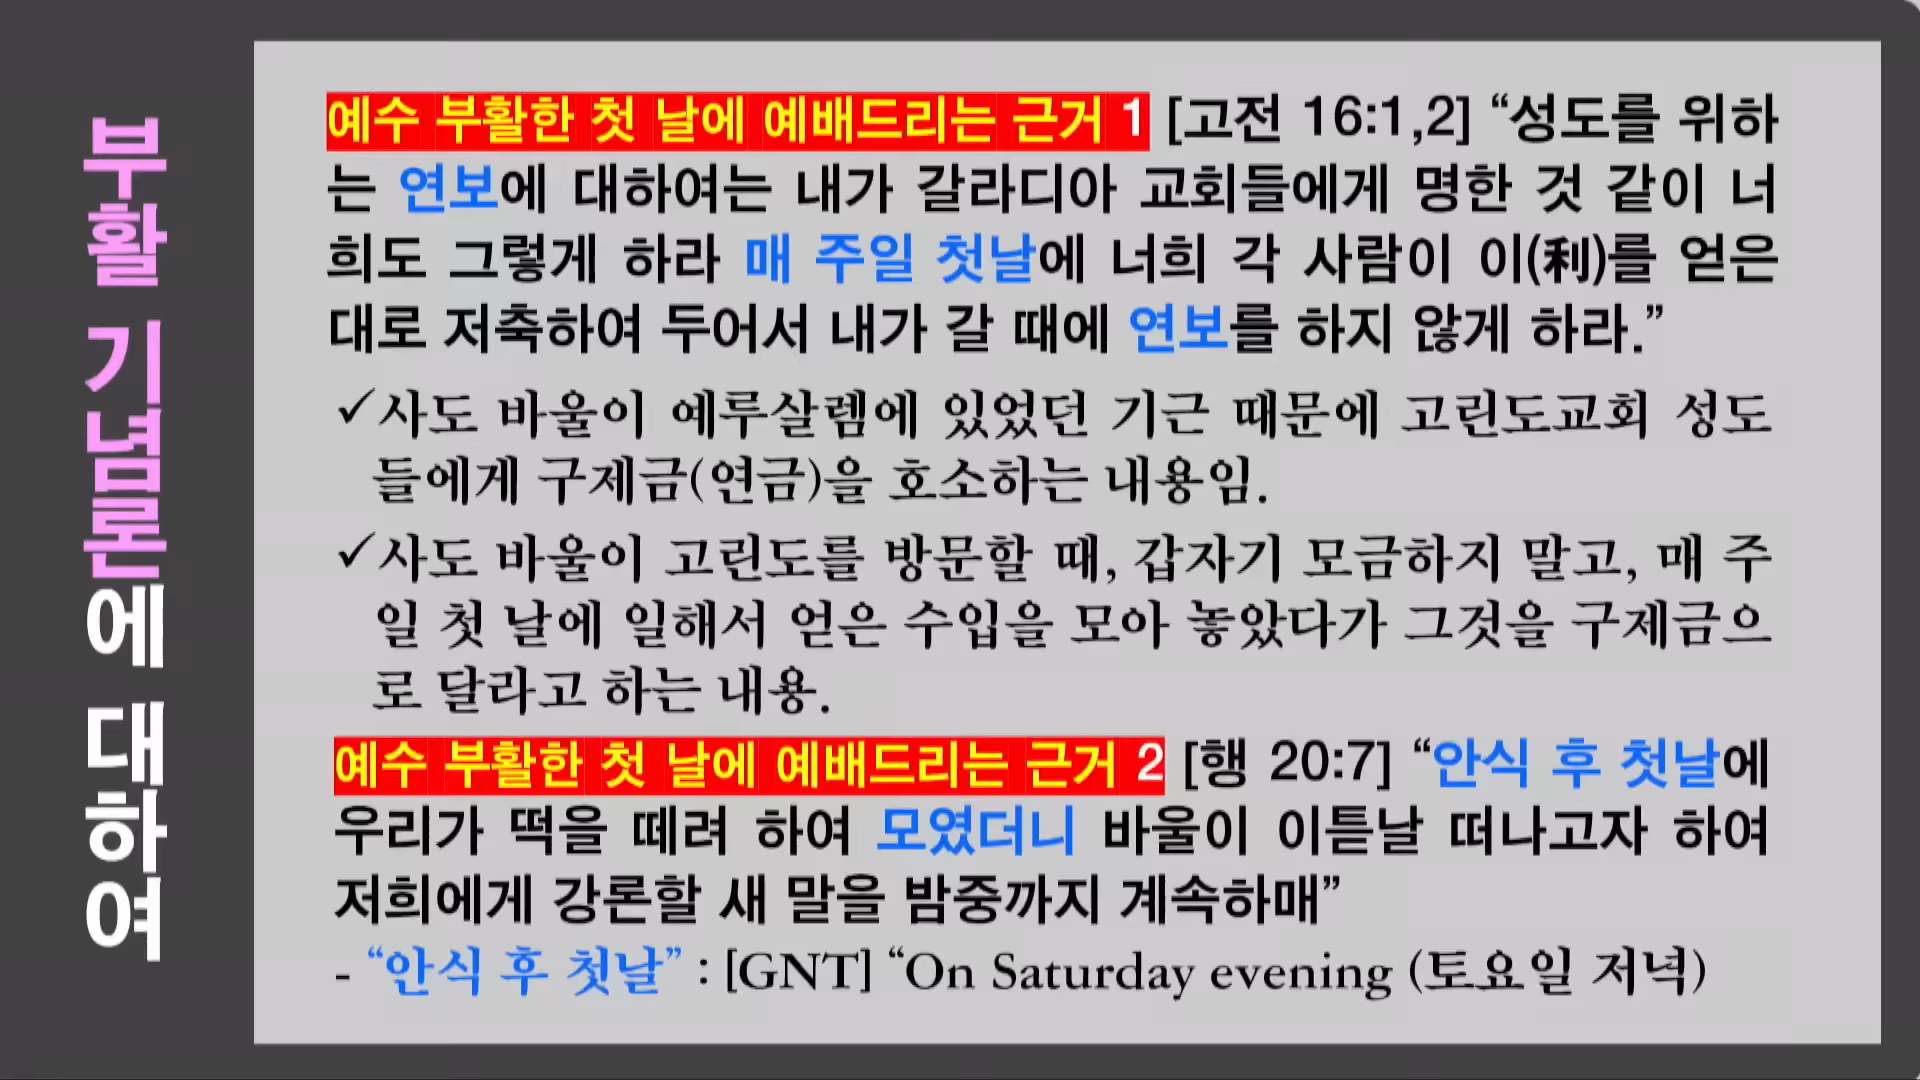 부활 기념론에 대하여
예수 부활한 첫 날에 예배드리는 근거 1 [고전 16:1,2] “성도를 위하
는 연보에 대하여는 내가 갈라디아 교회들에게 명한 것 같이 너
희도 그렇게 하라 매 주일 첫날에 너희 각 사람이 이(利)를 얻은
대로 저축하여 두어서 내가 갈 때에 연보를 하지 않게 하라.”
✓사도 바울이 예루살렘에 있었던 기근 때문에 고린도교회 성도
들에게 구제금(연금)을 호소하는 내용임.
✓사도 바울이 고린도를 방문할 때, 갑자기 모금하지 말고, 매 주
일 첫 날에 일해서 얻은 수입을 모아 놓았다가 그것을 구제금으
로 달라고 하는 내용.
예수 부활한 첫 날에 예배드리는 근거 2 [행 20:7] “안식 후 첫날에
우리가 떡을 떼려 하여 모였더니 바울이 이튿날 떠나고자 하여
저희에게 강론할 새 말을 밤중까지 계속하매”
- “안식 후 첫날” : [GNT] “On Saturday evening (토요일 저녁)